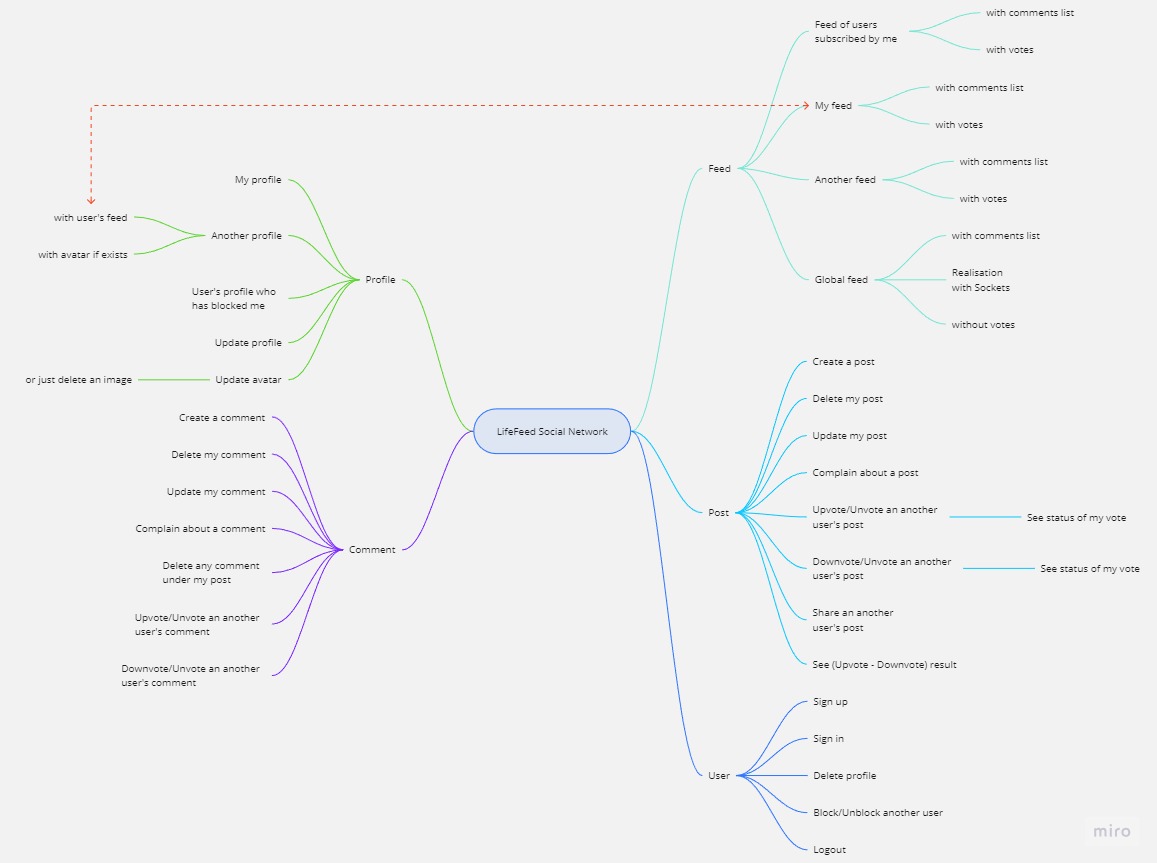 LifeFeed Social Network
Feed
Feed of users
subscribed by me
with comments list
with votes
My feed
with comments list
with votes
Another feed
with comments list
with votes
Global feed
with comments list
Realisation
with Sockets
without votes
Post
Create a post
Delete my post
Update my post
Complain about a post
Upvote/Unvote an another
user's post
See status of my vote
Downvote/Unvote an another
user's post
See status of my vote
Share an another
user's post
See (Upvote - Downvote) result
User
Sign up
Sign in
Delete profile
Block/Unblock another user
Logout
Profile
My profile
Another profile
with user's feed
with avatar if exists
User's profile who
has blocked me
Update profile
Update avatar
or just delete an image
Comment
Create a comment
Delete my comment
Update my comment
Complain about a comment
Delete any comment
under my post
Upvote/Unvote an another
user's comment
Downvote/Unvote an another
user's comment
miro